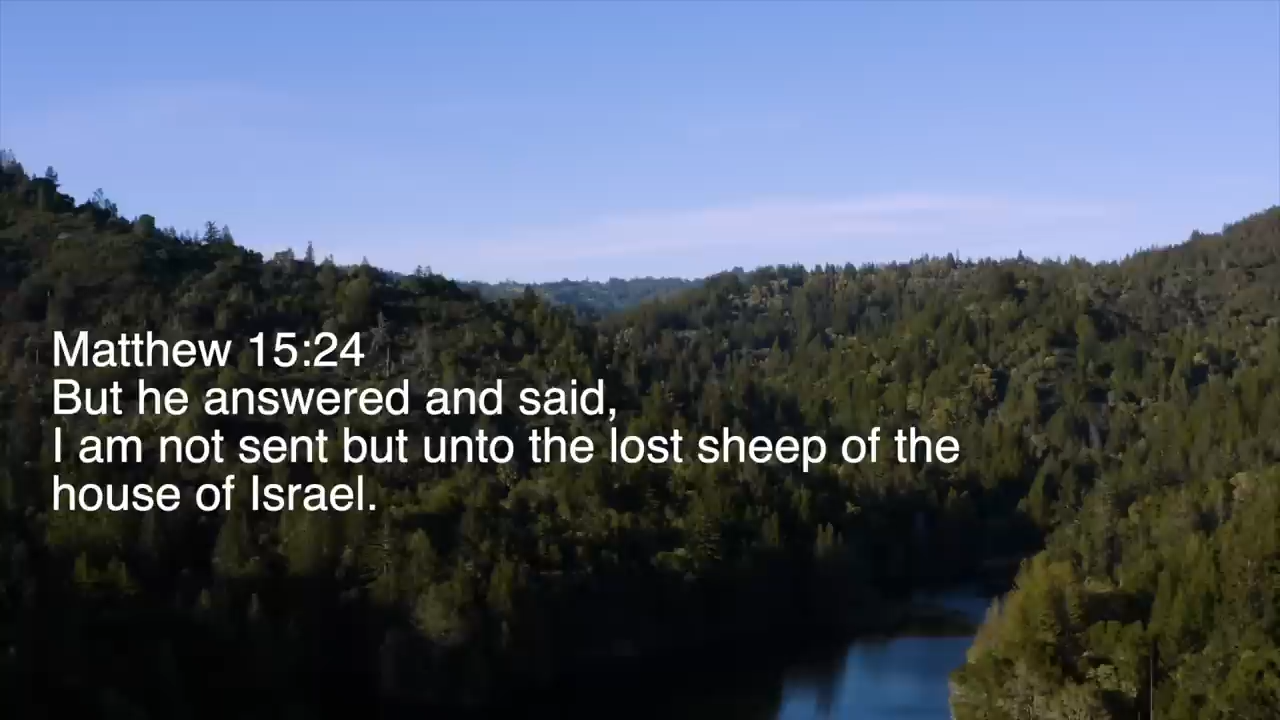 Matthew 15:24
But he answered and said,
I am not sent but unto the lost sheep of the
house of Israel.